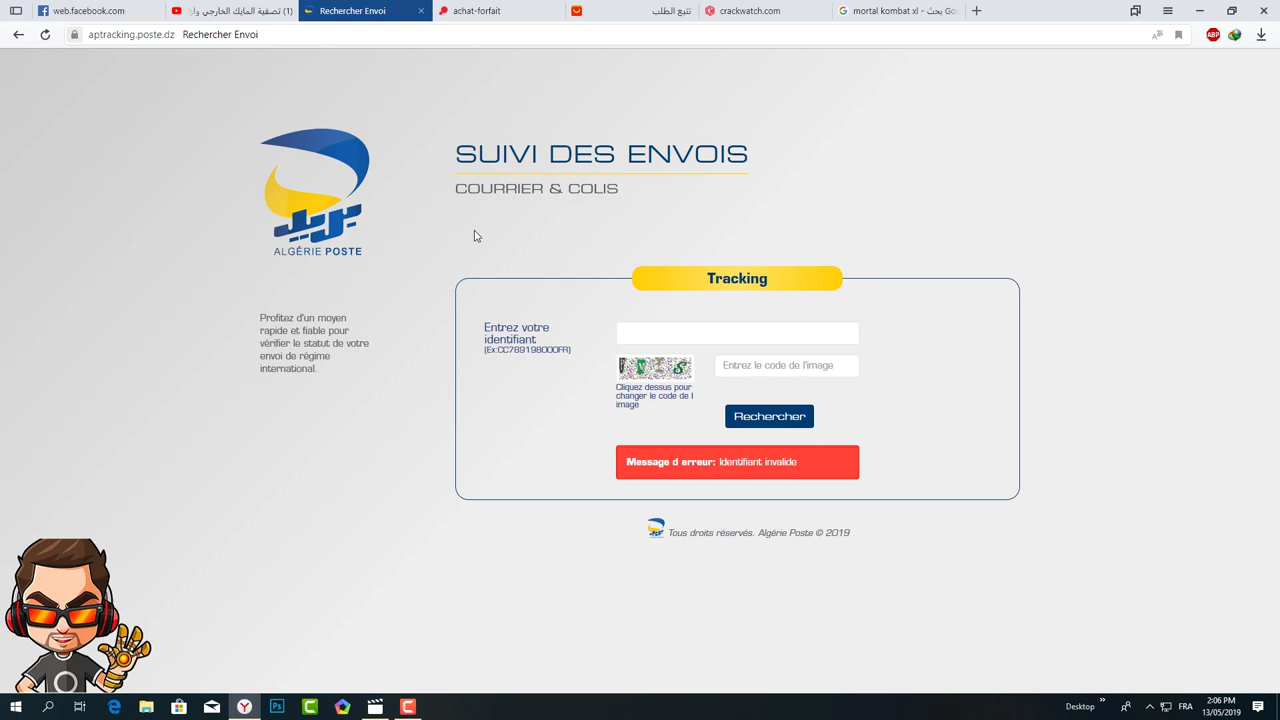 web.facebook.com
(1) تصفية المايك الخارجي وازا
Rechercher Envoi
achat-forfait
تتبع الطلب
crackwatch.com
mortal kombat xl - بحث Go
aptracking.poste.dz Rechercher Envoi
ABP
SUIVI DES ENVOIS
COURRIER & COLIS
ALGÉRIE POSTE
Tracking
Profitez d'un moyen
rapide et fiable pour
vérifier le statut de votre
envoi de régime
international.
Entrez votre
identifiant
(Ex:CC789198000FR)
Entrez le code de l'image
Cliquez dessus pour
changer le code de l
image
Rechercher
Message d erreur: Identifiant invalide
Tous droits réservés. Algérie Poste © 2019
Desktop
FRA
2:06 PM
13/05/2019